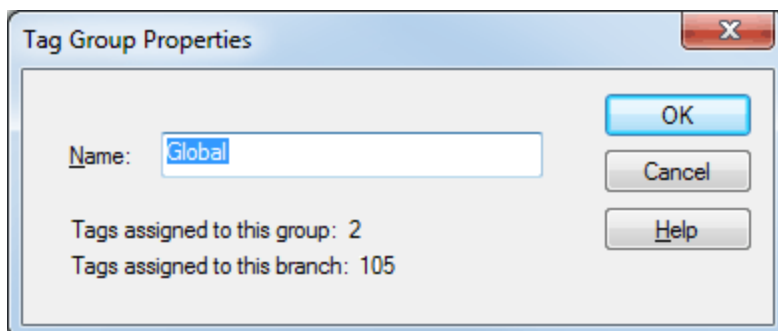 Tag Group Properties
OK
Name: Global
Cancel
Tags assigned to this group: 2
Help
Tags assigned to this branch: 105